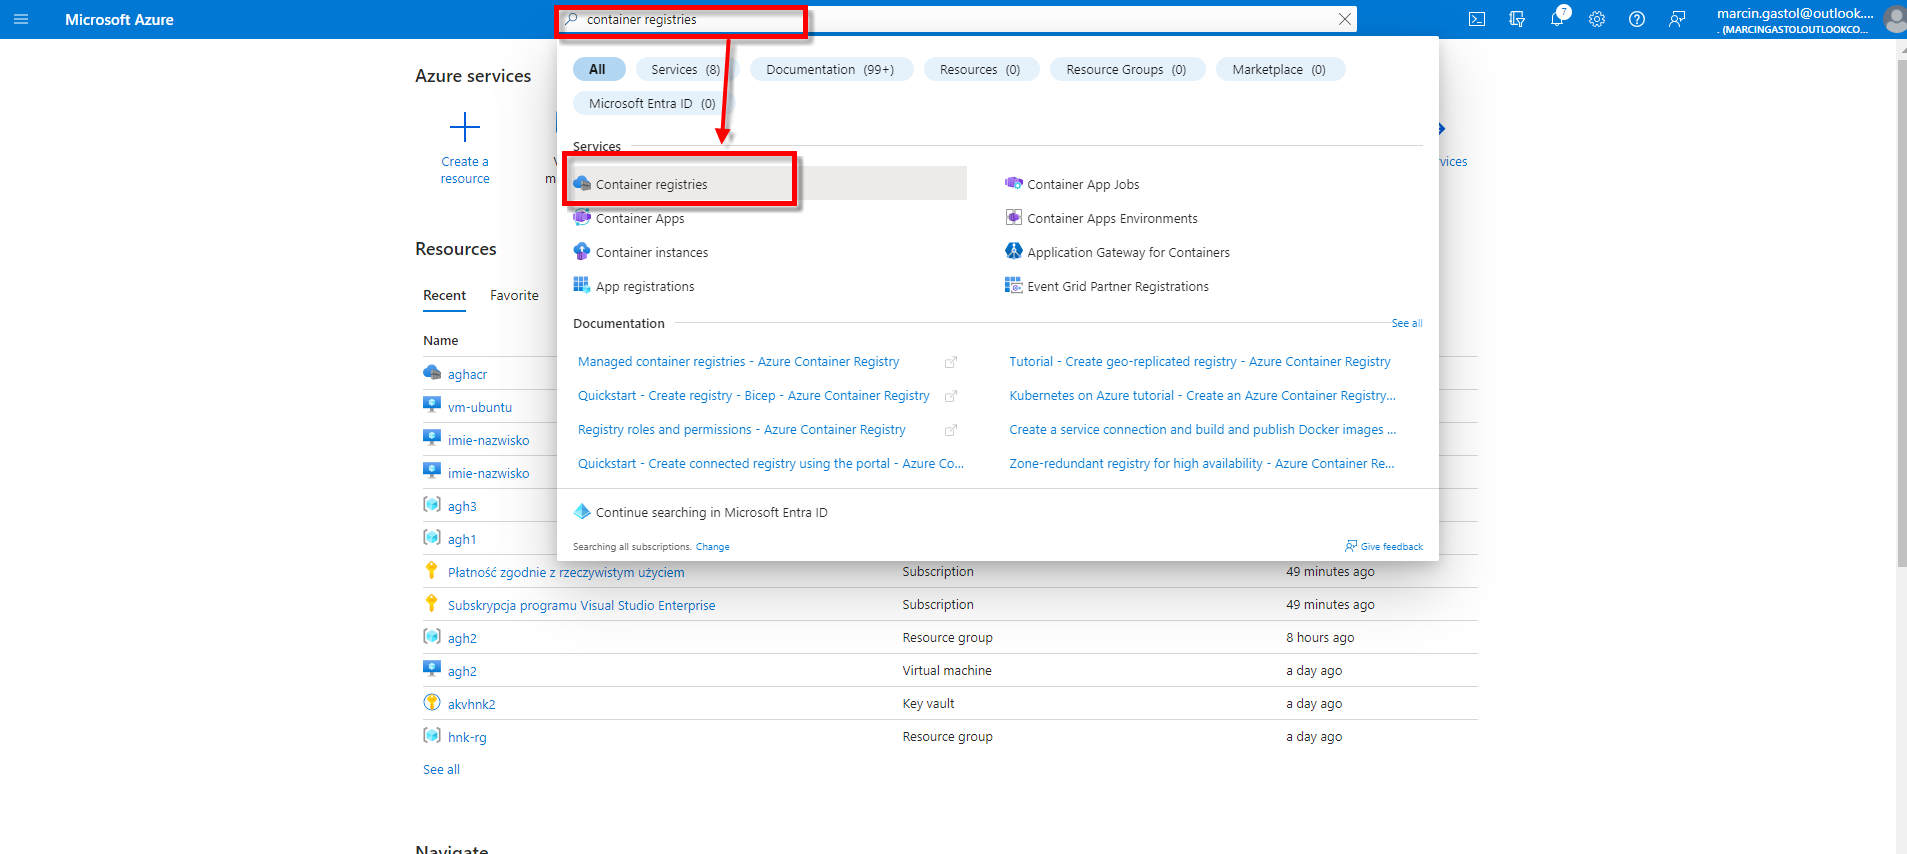 Microsoft Azure
container registries
7
marcin.gastol@outlook....
. (MARCINGASTOLOUTLOOKCO...
Azure services
Create a
resource
All
Services (8)
Documentation (99+)
Resources (0)
Resource Groups (0)
Marketplace (0)
Microsoft Entra ID (0)
Services
Container registries
Container App Jobs
Container Apps
Container Apps Environments
Container instances
Application Gateway for Containers
App registrations
Event Grid Partner Registrations
Documentation
See all
Managed container registries - Azure Container Registry
Tutorial - Create geo-replicated registry - Azure Container Registry
Quickstart - Create registry - Bicep - Azure Container Registry
Kubernetes on Azure tutorial - Create an Azure Container Registry...
Registry roles and permissions - Azure Container Registry
Create a service connection and build and publish Docker images ...
Quickstart - Create connected registry using the portal - Azure Co...
Zone-redundant registry for high availability - Azure Container Re...
Continue searching in Microsoft Entra ID
Searching all subscriptions. Change
Give feedback
Resources
Recent
Favorite
Name
aghacr
vm-ubuntu
imie-nazwisko
imie-nazwisko
agh3
agh1
Płatność zgodnie z rzeczywistym użyciem Subscription 49 minutes ago
Subskrypcja programu Visual Studio Enterprise Subscription 49 minutes ago
agh2 Resource group 8 hours ago
agh2 Virtual machine a day ago
akvhnk2 Key vault a day ago
hnk-rg Resource group a day ago
See all
Navigate